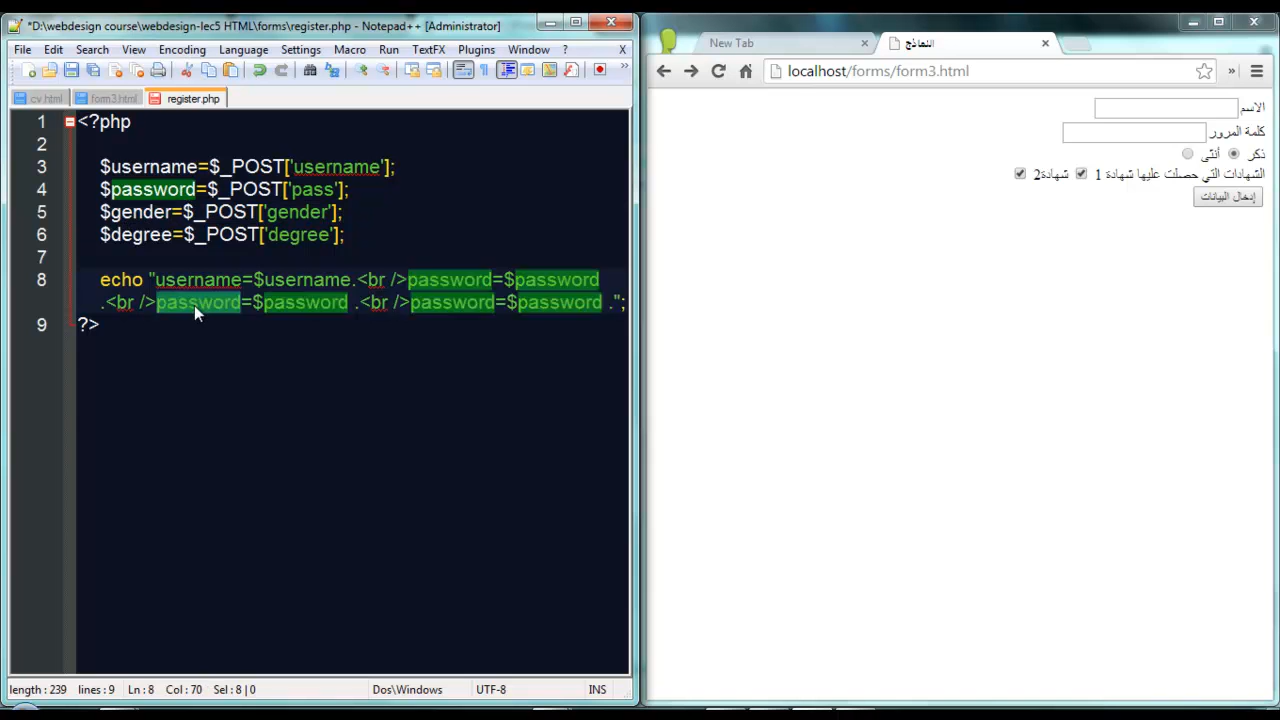 *D:\webdesign course\webdesign-lec5 HTML\forms\register.php - Notepad++ [Administrator]
File Edit Search View Encoding Language Settings Macro Run TextFX Plugins Window ? X
cv.html form3.html register.php
1 <?php
2
3 $username=$_POST['username'];
4 $password=$_POST['pass'];
5 $gender=$_POST['gender'];
6 $degree=$_POST['degree'];
7
8 echo "username=$username.<br />password=$password
.<br />password=$password .<br />password=$password .";
9 ?>
length : 239 lines : 9 Ln : 8 Col : 70 Sel : 8 | 0 Dos\Windows UTF-8 INS
New Tab
النماذج
localhost/forms/form3.html
الاسم
كلمة المرور
ذكر أنثى
الشهادات التي حصلت عليها شهادة 1 شهادة2
إدخال البيانات